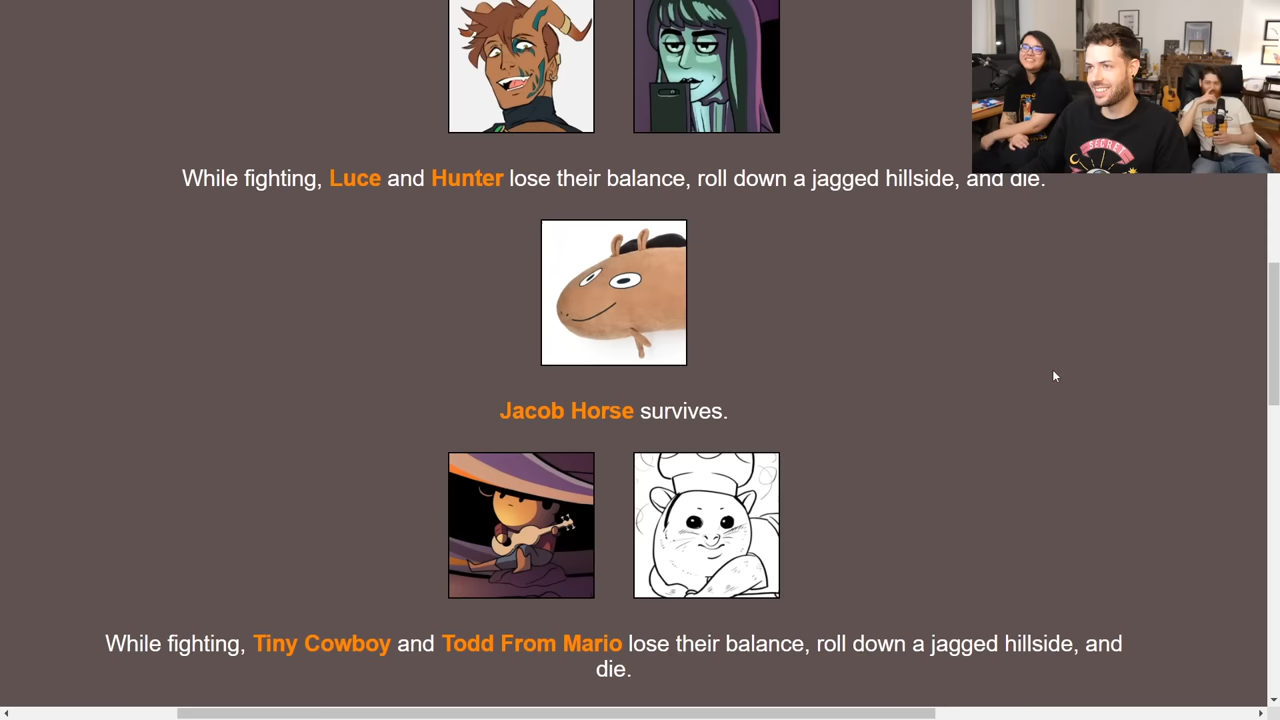 SECRET
While fighting, Luce and Hunter lose their balance, roll down a jagged hillside, and die.
Jacob Horse survives.
While fighting, Tiny Cowboy and Todd From Mario lose their balance, roll down a jagged hillside, and
die.